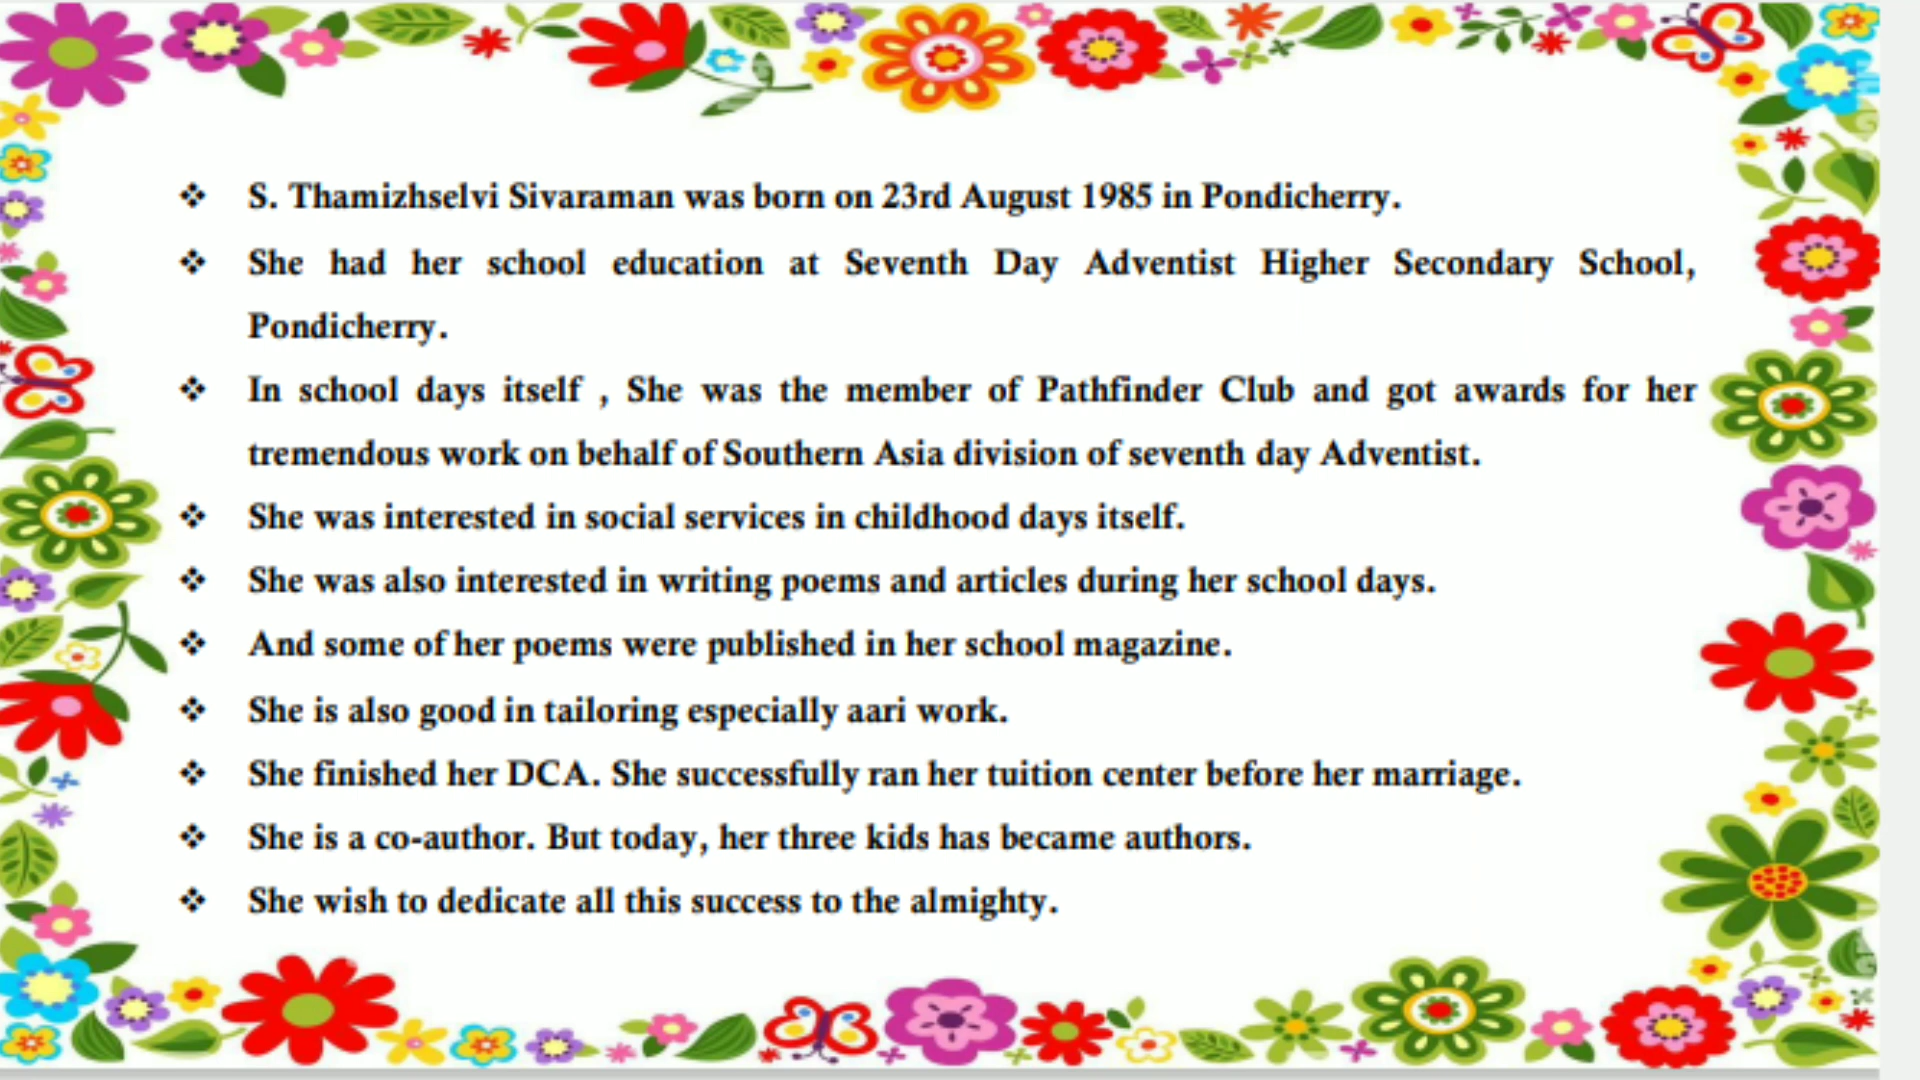 ❖ S. Thamizhselvi Sivaraman was born on 23rd August 1985 in Pondicherry.
❖ She had her school education at Seventh Day Adventist Higher Secondary School,
Pondicherry.
❖ In school days itself , She was the member of Pathfinder Club and got awards for her
tremendous work on behalf of Southern Asia division of seventh day Adventist.
❖ She was interested in social services in childhood days itself.
❖ She was also interested in writing poems and articles during her school days.
❖ And some of her poems were published in her school magazine.
❖ She is also good in tailoring especially aari work.
❖ She finished her DCA. She successfully ran her tuition center before her marriage.
❖ She is a co-author. But today, her three kids has became authors.
❖ She wish to dedicate all this success to the almighty.